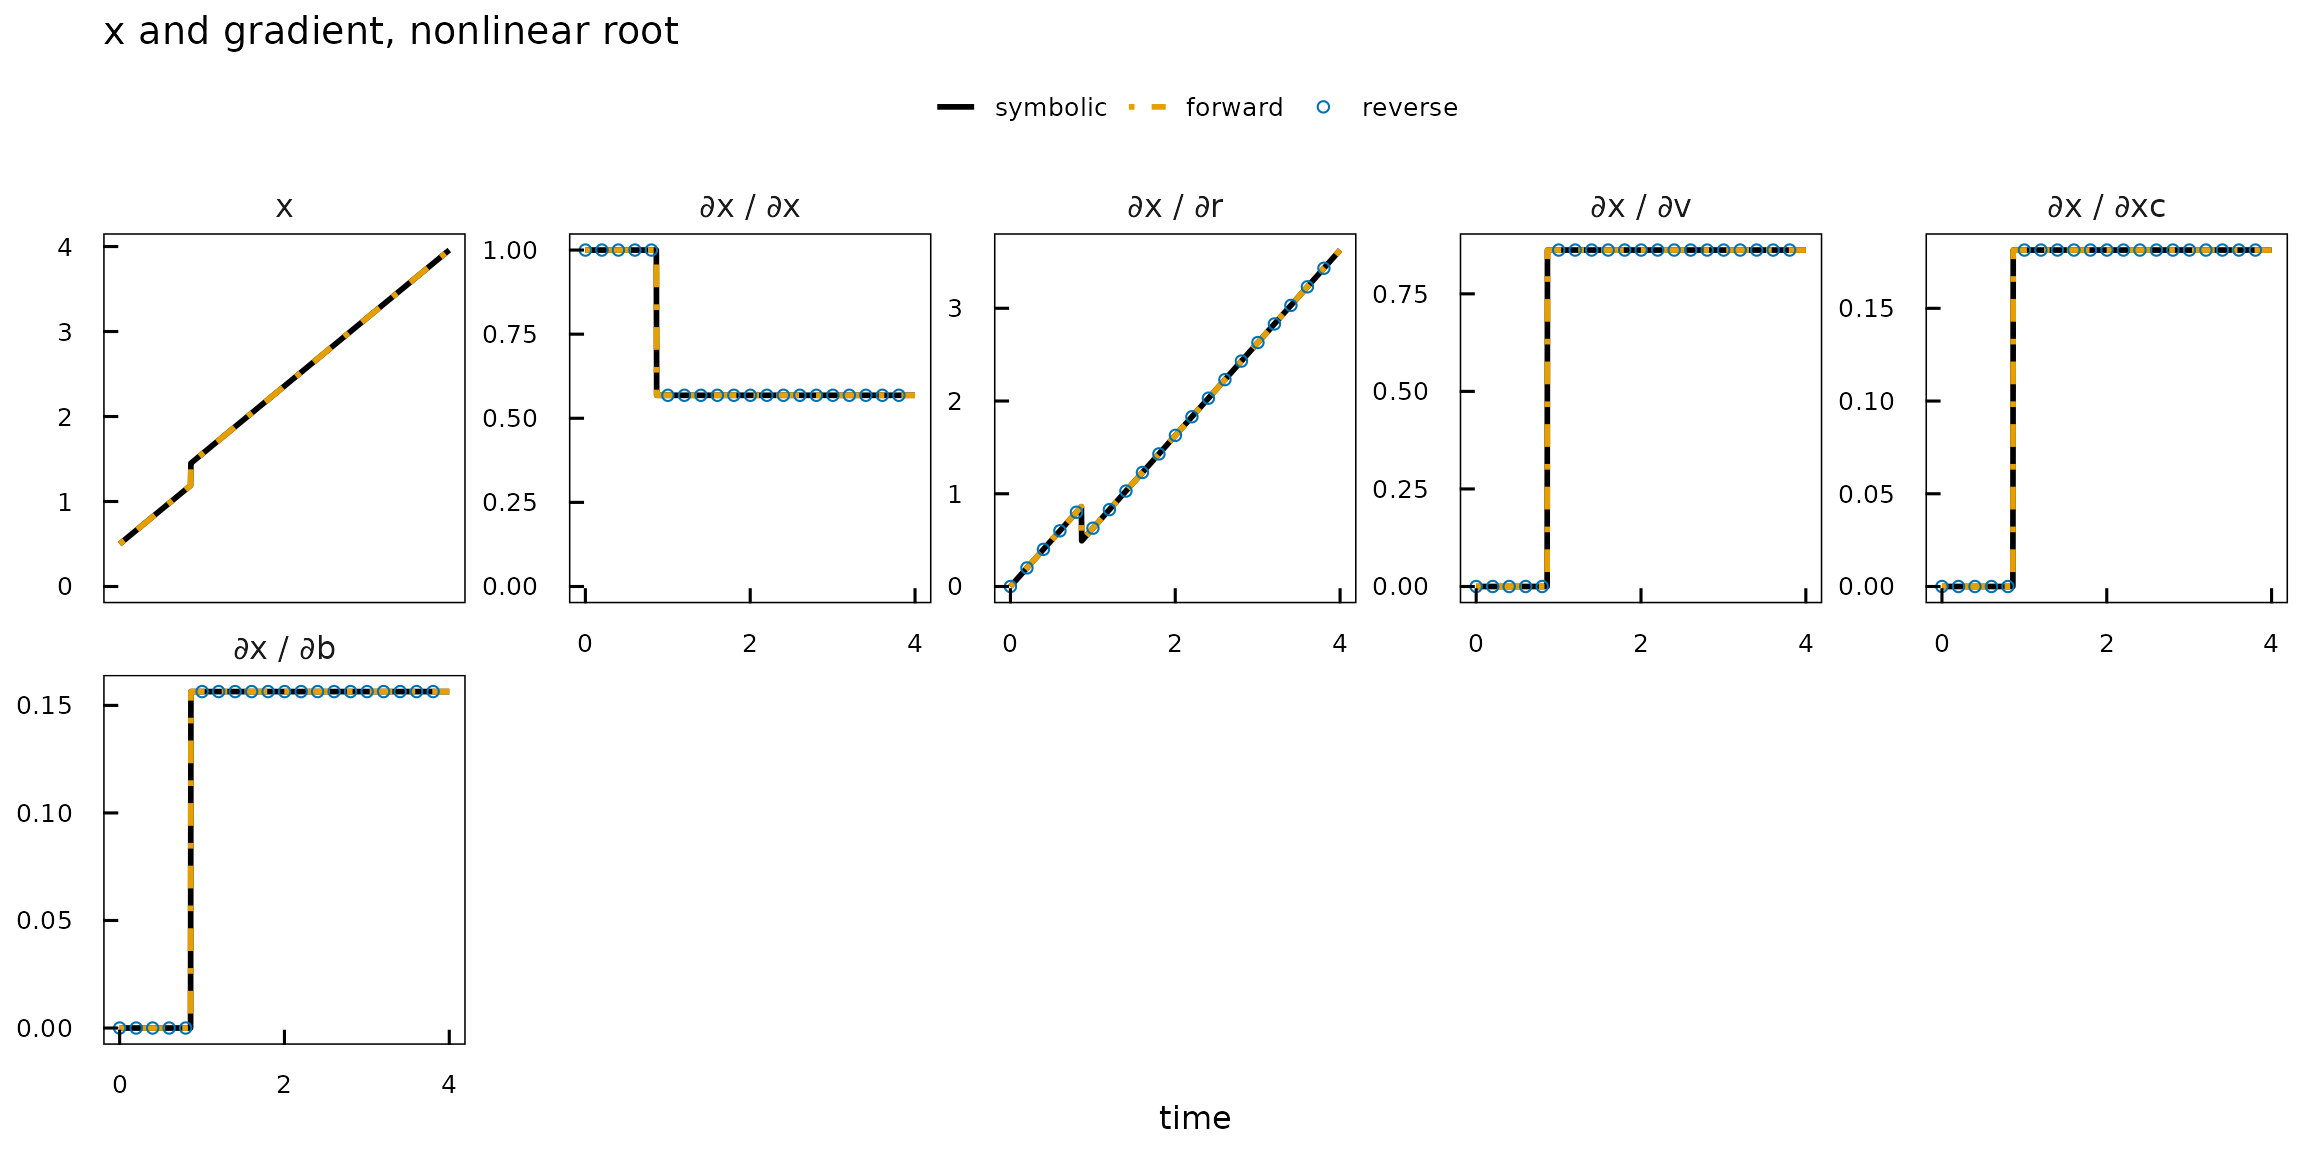 x and gradient, nonlinear root
symbolic forward reverse
x
∂x / ∂x
∂x / ∂r
∂x / ∂v
∂x / ∂xc
4
3
2
1
0
1.00
0.75
0.50
0.25
0.00
0 2 4
3
2
1
0
0 2 4
0.75
0.50
0.25
0.00
0 2 4
0.15
0.10
0.05
0.00
0 2 4
∂x / ∂b
0.15
0.10
0.05
0.00
0 2 4
time